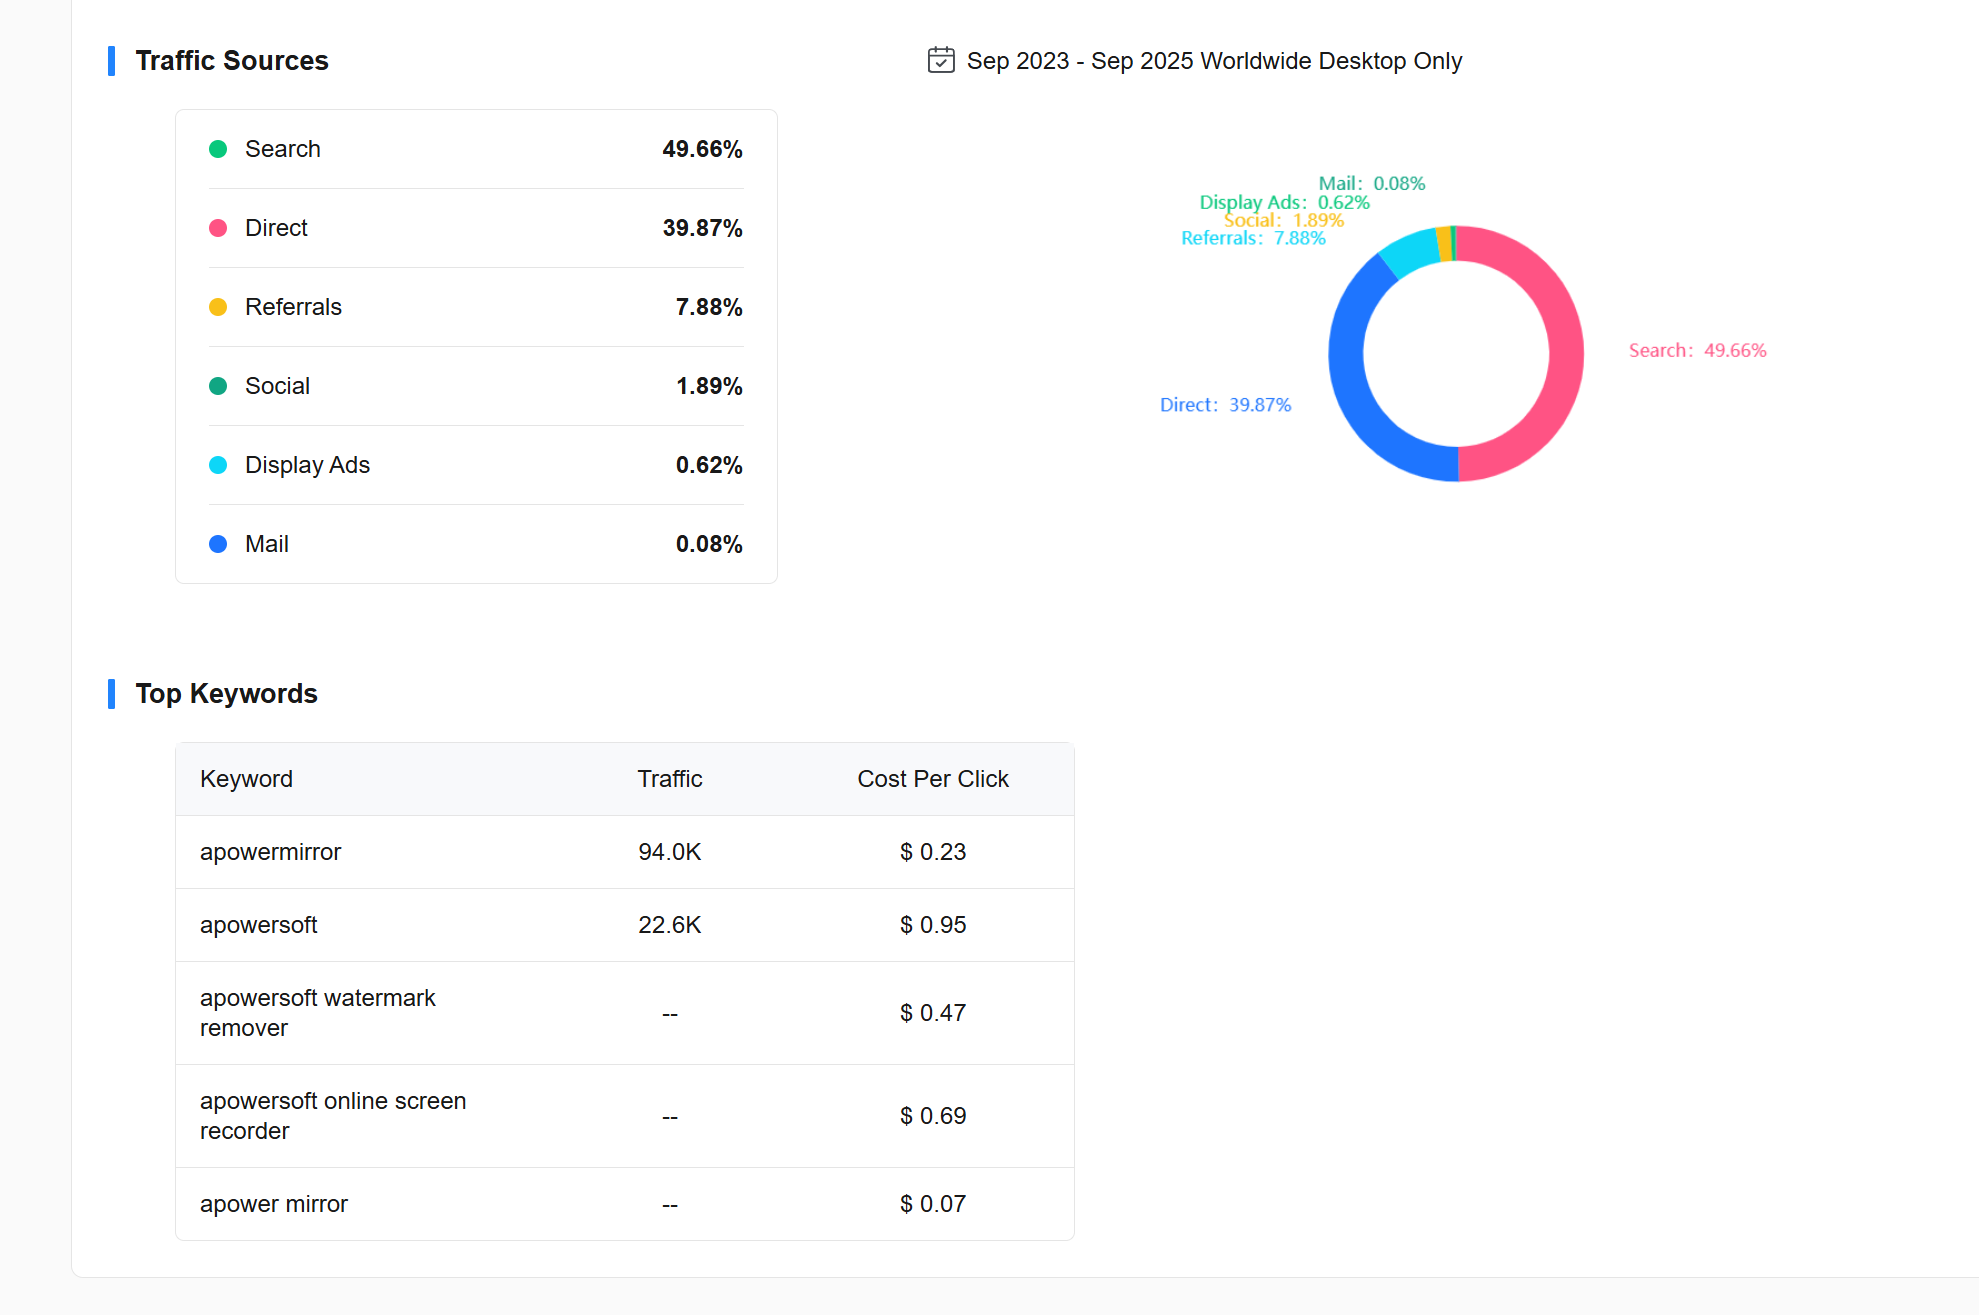 Traffic Sources
Sep 2023 - Sep 2025 Worldwide Desktop Only
Search 49.66%
Direct 39.87%
Referrals 7.88%
Social 1.89%
Display Ads 0.62%
Mail 0.08%
Mail: 0.08%
Display Ads: 0.62%
Social: 1.89%
Referrals: 7.88%
Search: 49.66%
Direct: 39.87%
Top Keywords
Keyword Traffic Cost Per Click
apowermirror 94.0K $ 0.23
apowersoft 22.6K $ 0.95
apowersoft watermark
remover -- $ 0.47
apowersoft online screen
recorder -- $ 0.69
apower mirror -- $ 0.07